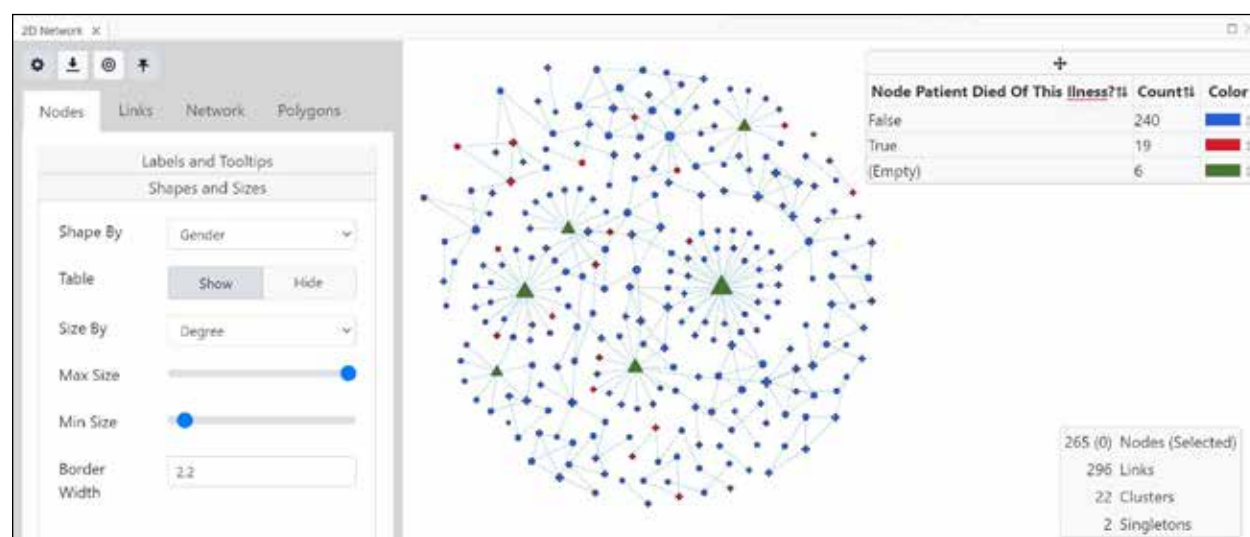 2D Network ×
Nodes Links Network Polygons
Labels and Tooltips
Shapes and Sizes
Shape By Gender
Table Show Hide
Size By Degree
Max Size
Min Size
Border Width 2.2
Node Patient Died Of This Ilness? Count Color
False 240
True 19
(Empty) 6
265 (0) Nodes (Selected)
296 Links
22 Clusters
2 Singletons